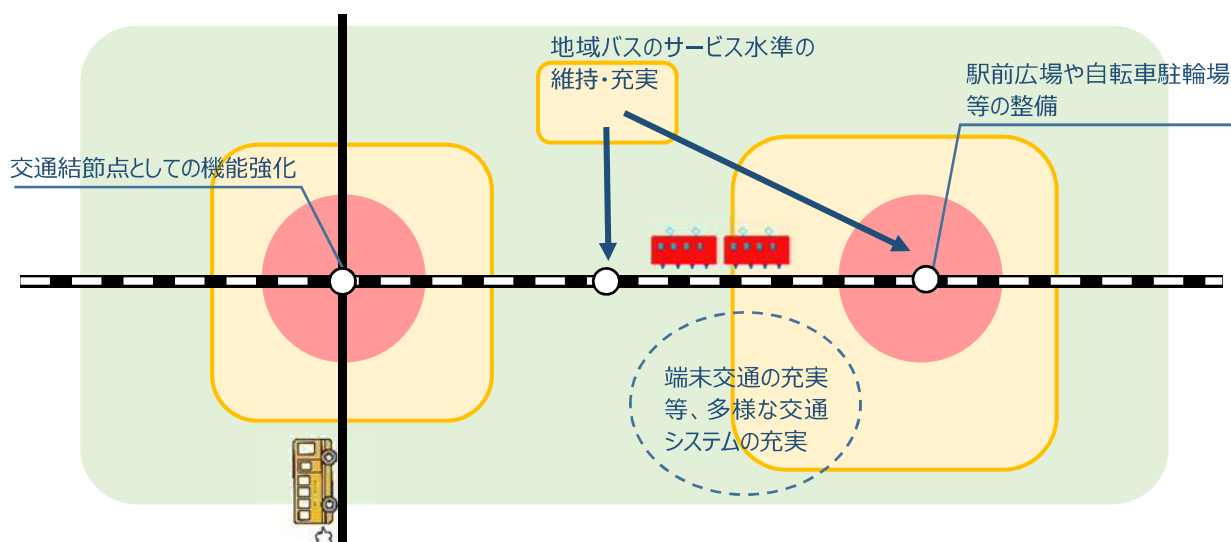 地域バスのサービス水準の
維持・充実
駅前広場や自転車駐輪場
等の整備
交通結節点としての機能強化
端末交通の充実
等、多様な交通
システムの充実